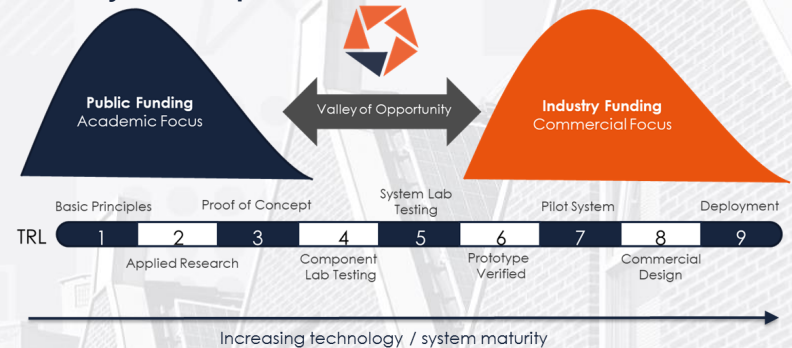 Public Funding
Academic Focus
Valley of Opportunity
Industry Funding
Commercial Focus
Basic Principles
Proof of Concept
System Lab
Testing
Pilot System
Deployment
TRL 1 2 3 4 5 6 7 8 9
Applied Research
Component
Lab Testing
Prototype
Verified
Commercial
Design
Increasing technology / system maturity